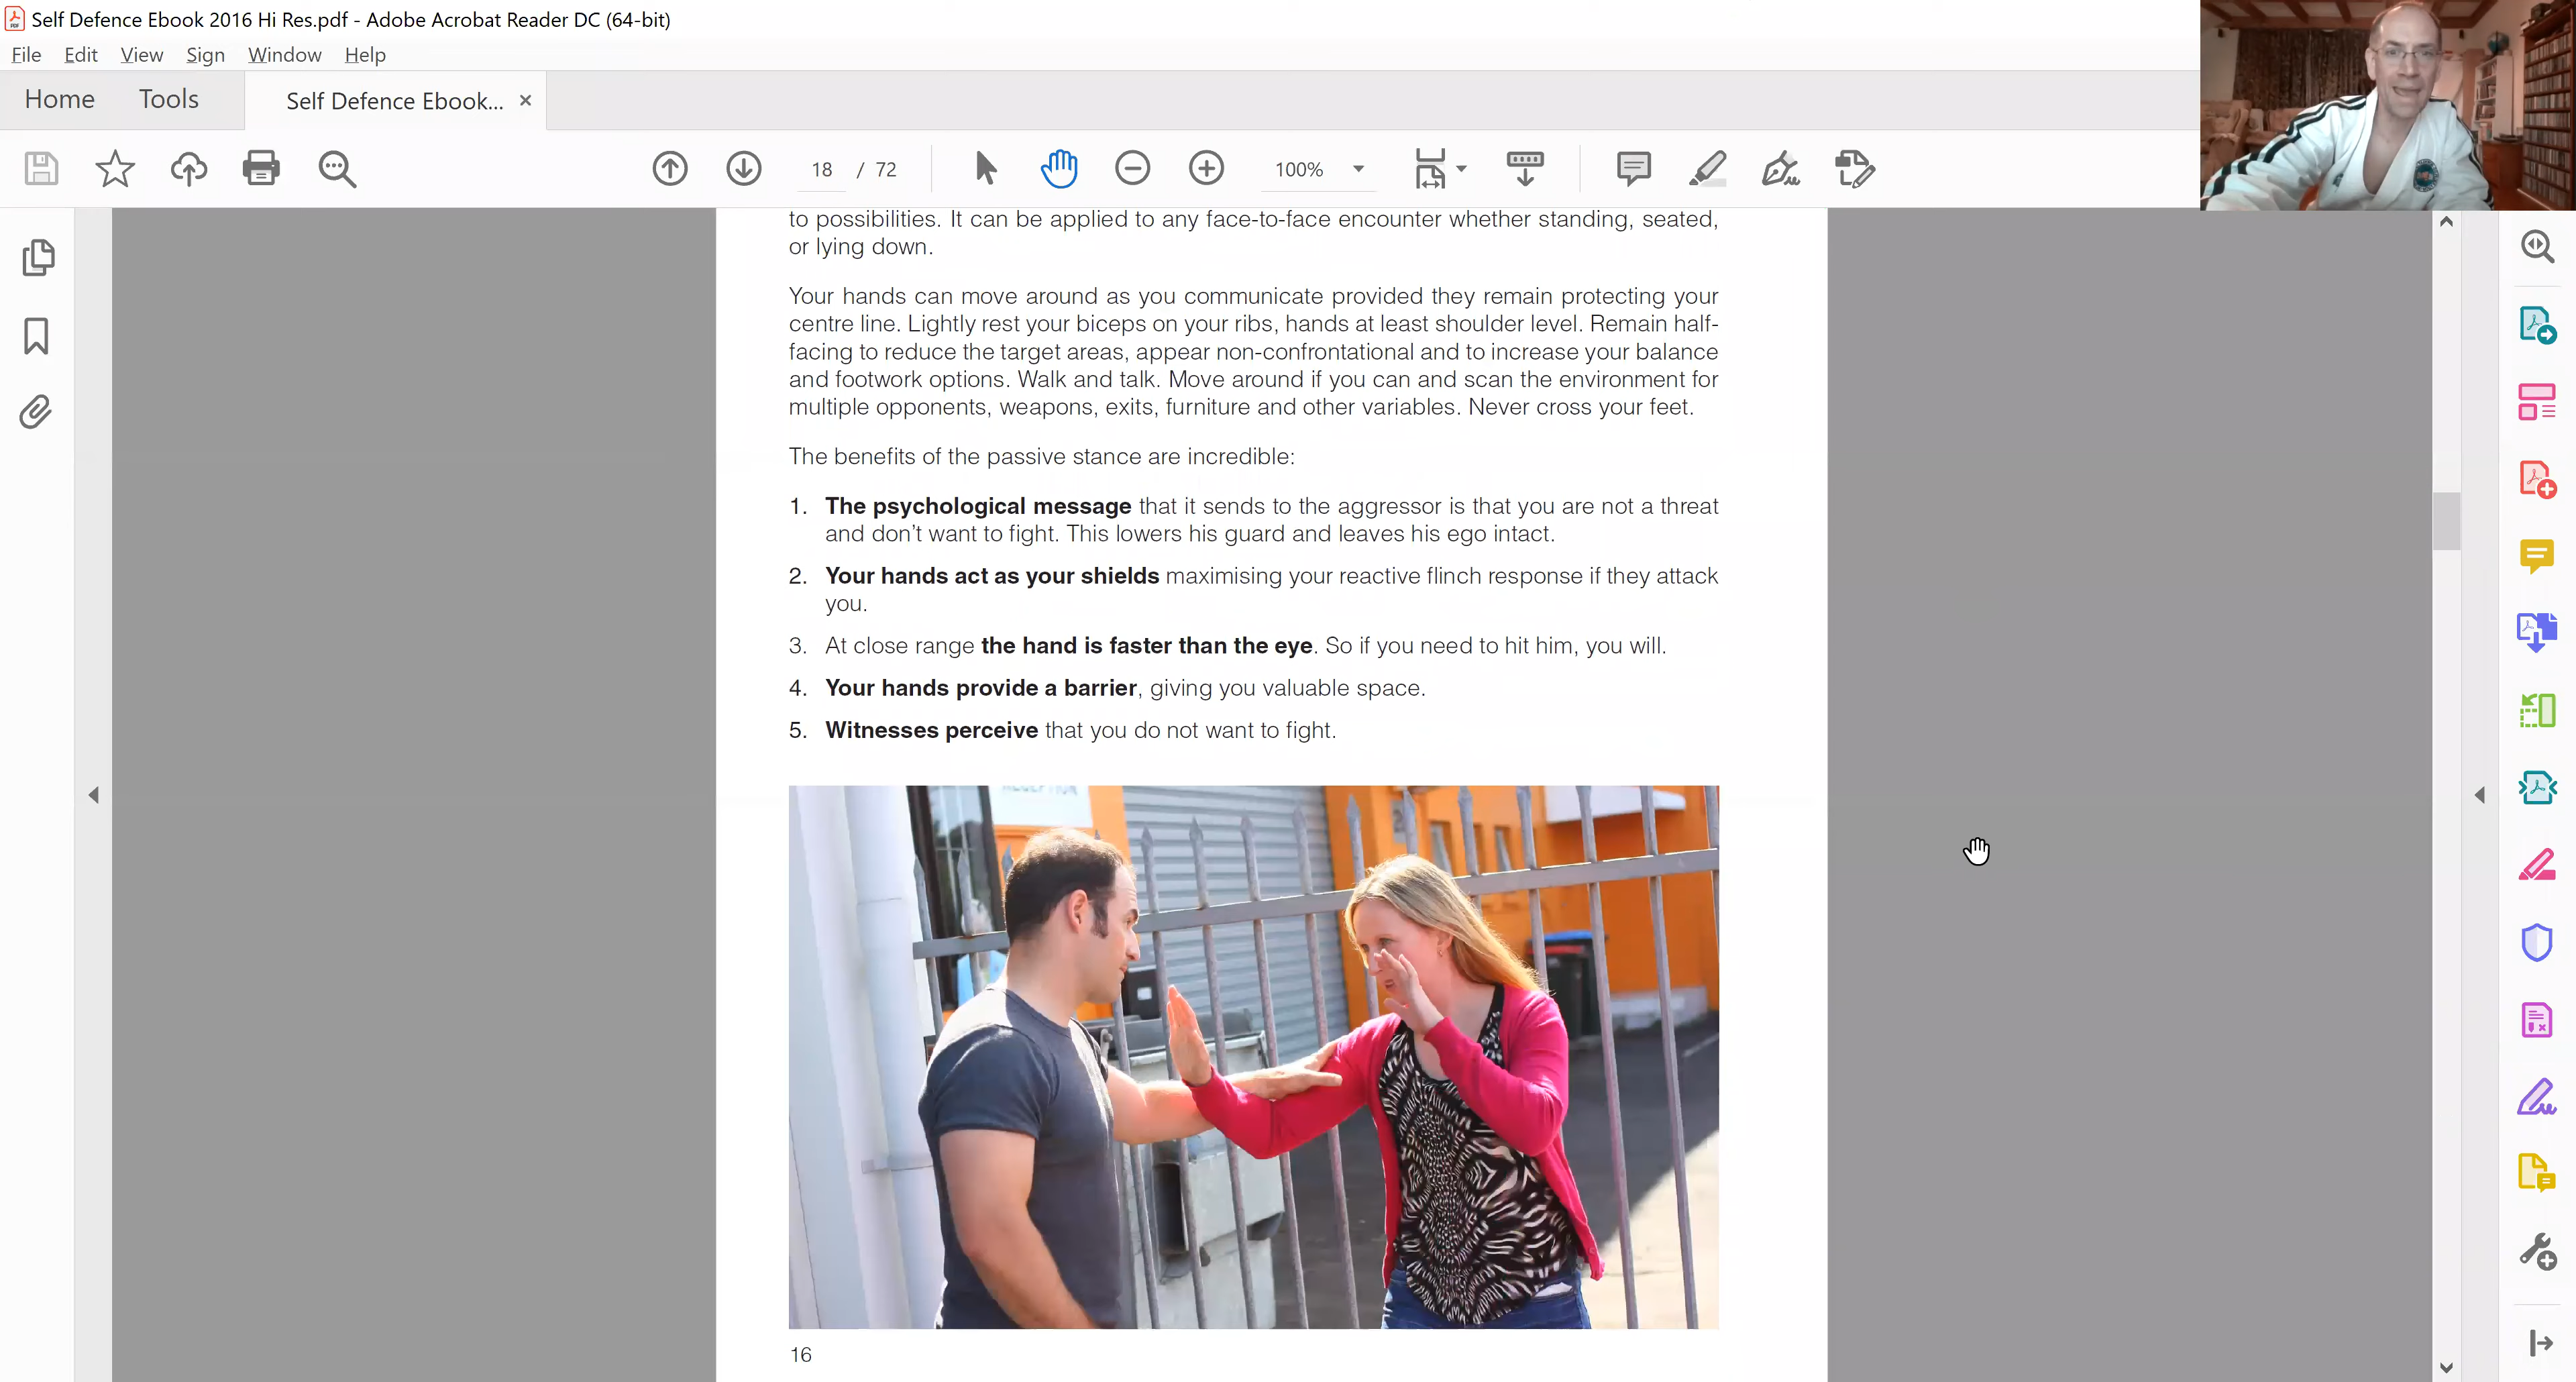 Self Defence Ebook 2016 Hi Res.pdf - Adobe Acrobat Reader DC (64-bit)
File Edit View Sign Window Help
Home Tools Self Defence Ebook... ×
18 / 72 100%
to possibilities. It can be applied to any face-to-face encounter whether standing, seated,
or lying down.
Your hands can move around as you communicate provided they remain protecting your
centre line. Lightly rest your biceps on your ribs, hands at least shoulder level. Remain half-
facing to reduce the target areas, appear non-confrontational and to increase your balance
and footwork options. Walk and talk. Move around if you can and scan the environment for
multiple opponents, weapons, exits, furniture and other variables. Never cross your feet.
The benefits of the passive stance are incredible:
1. The psychological message that it sends to the aggressor is that you are not a threat
and don't want to fight. This lowers his guard and leaves his ego intact.
2. Your hands act as your shields maximising your reactive flinch response if they attack
you.
3. At close range the hand is faster than the eye. So if you need to hit him, you will.
4. Your hands provide a barrier, giving you valuable space.
5. Witnesses perceive that you do not want to fight.
16